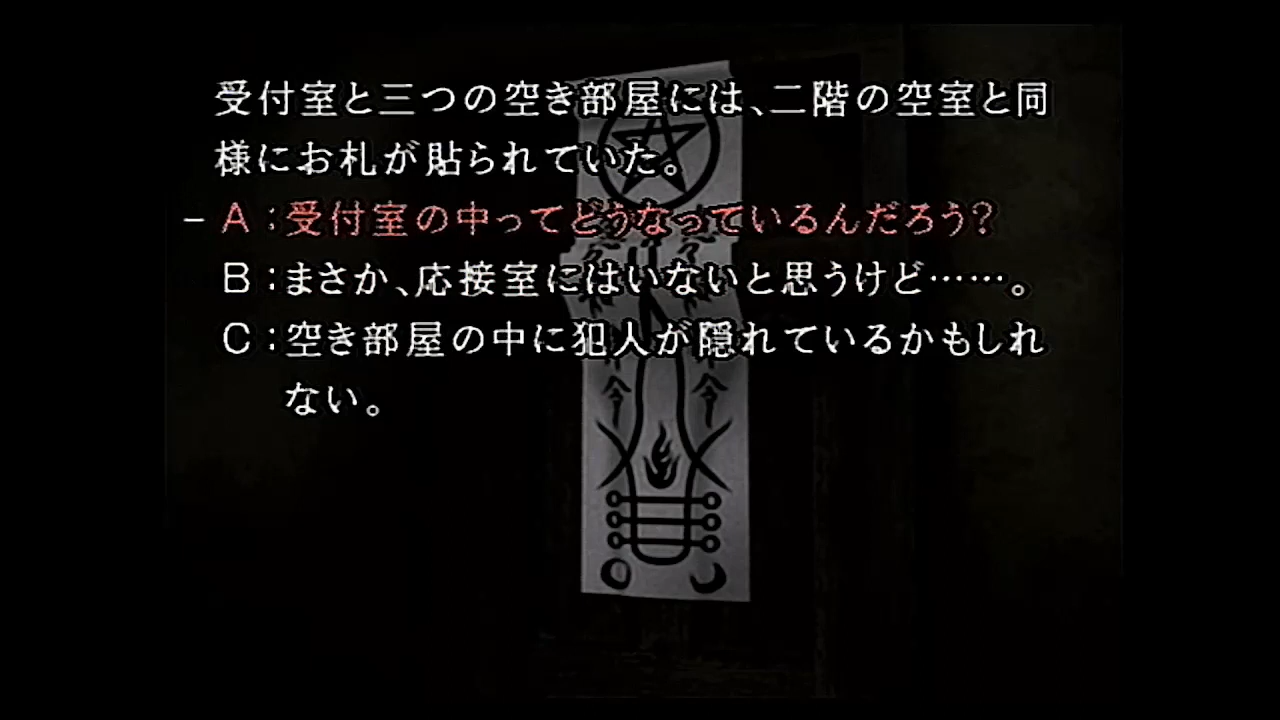 受付室と三つの空き部屋には、二階の空室と同
様にお札が貼られていた。
– A：受付室の中ってどうなっているんだろう？
B：まさか、応接室にはいないと思うけど……。
C：空き部屋の中に犯人が隠れているかもしれ
ない。